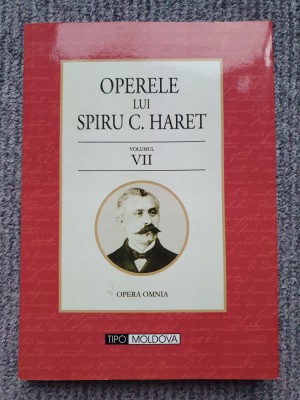 OPERELE
LUI
SPIRU C. HARET
VOLUMUL
VII
OPERA OMNIA
TIPO MOLDOVA